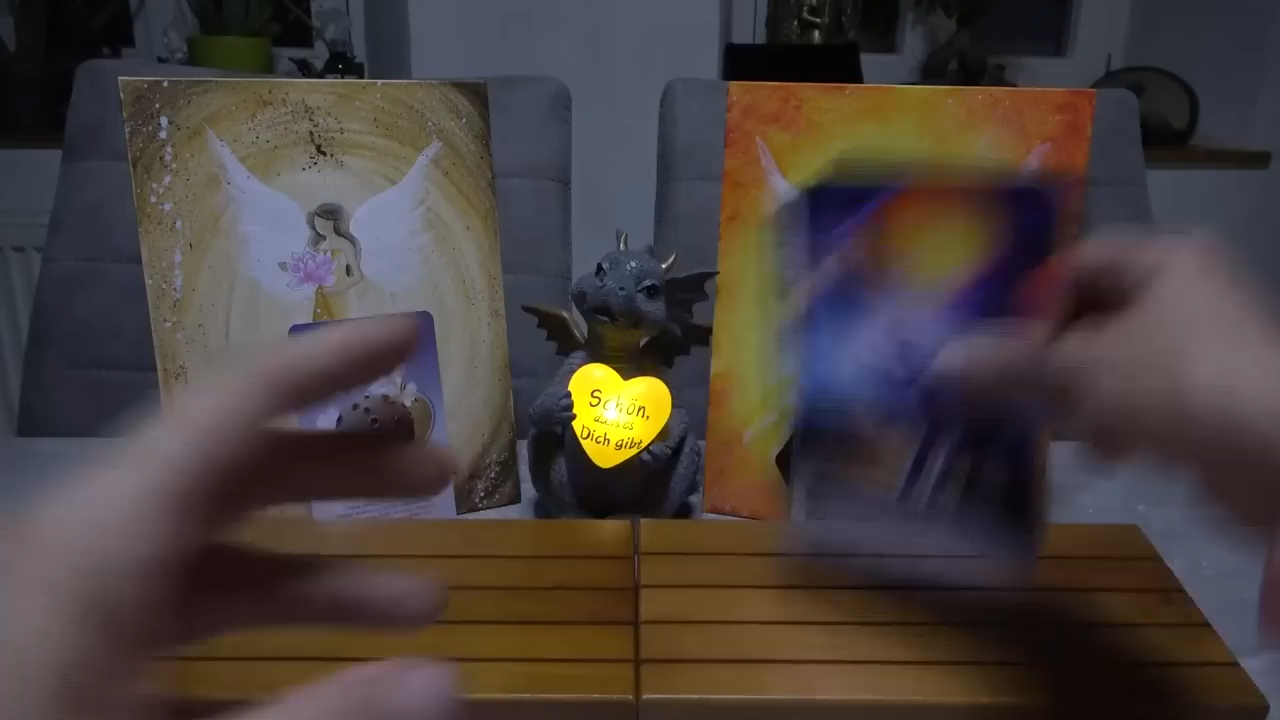 Schön,
dass es
Dich gibt